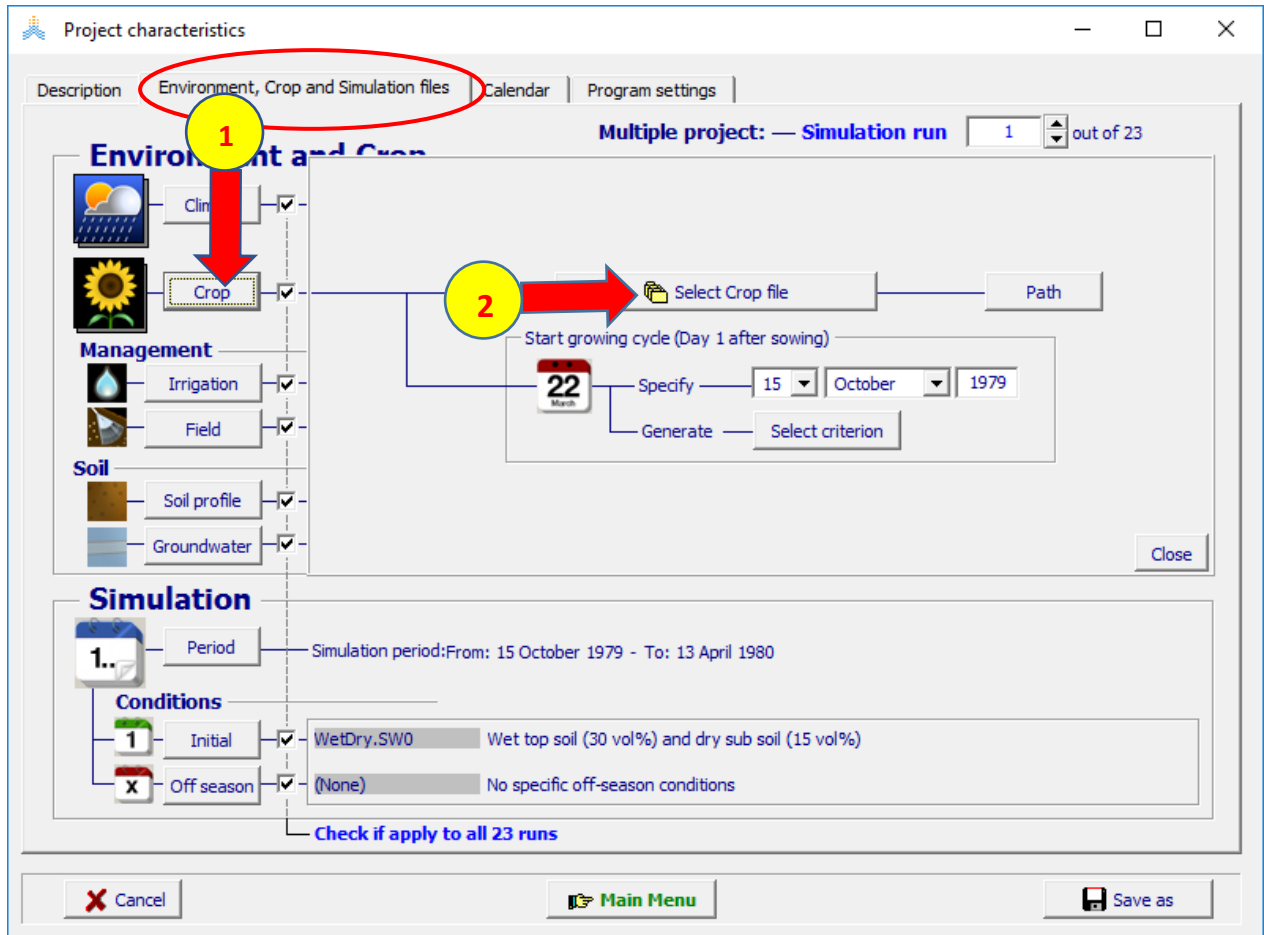 Project characteristics
Description
Environment, Crop and Simulation files
Calendar
Program settings
1
Multiple project: — Simulation run 1 out of 23
Crop
2
Select Crop file
Path
Start growing cycle (Day 1 after sowing)
Management
22
March
Specify 15 October 1979
Irrigation
Generate Select criterion
Field
Soil
Soil profile
Groundwater
Close
Simulation
1..
Period
Simulation period:From: 15 October 1979 - To: 13 April 1980
Conditions
1
Initial
WetDry.SW0 Wet top soil (30 vol%) and dry sub soil (15 vol%)
x
Off season
(None) No specific off-season conditions
Check if apply to all 23 runs
Cancel
Main Menu
Save as